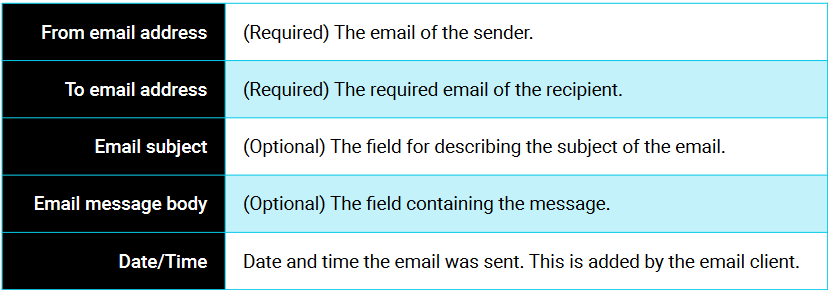 From email address (Required) The email of the sender.
To email address (Required) The required email of the recipient.
Email subject (Optional) The field for describing the subject of the email.
Email message body (Optional) The field containing the message.
Date/Time Date and time the email was sent. This is added by the email client.